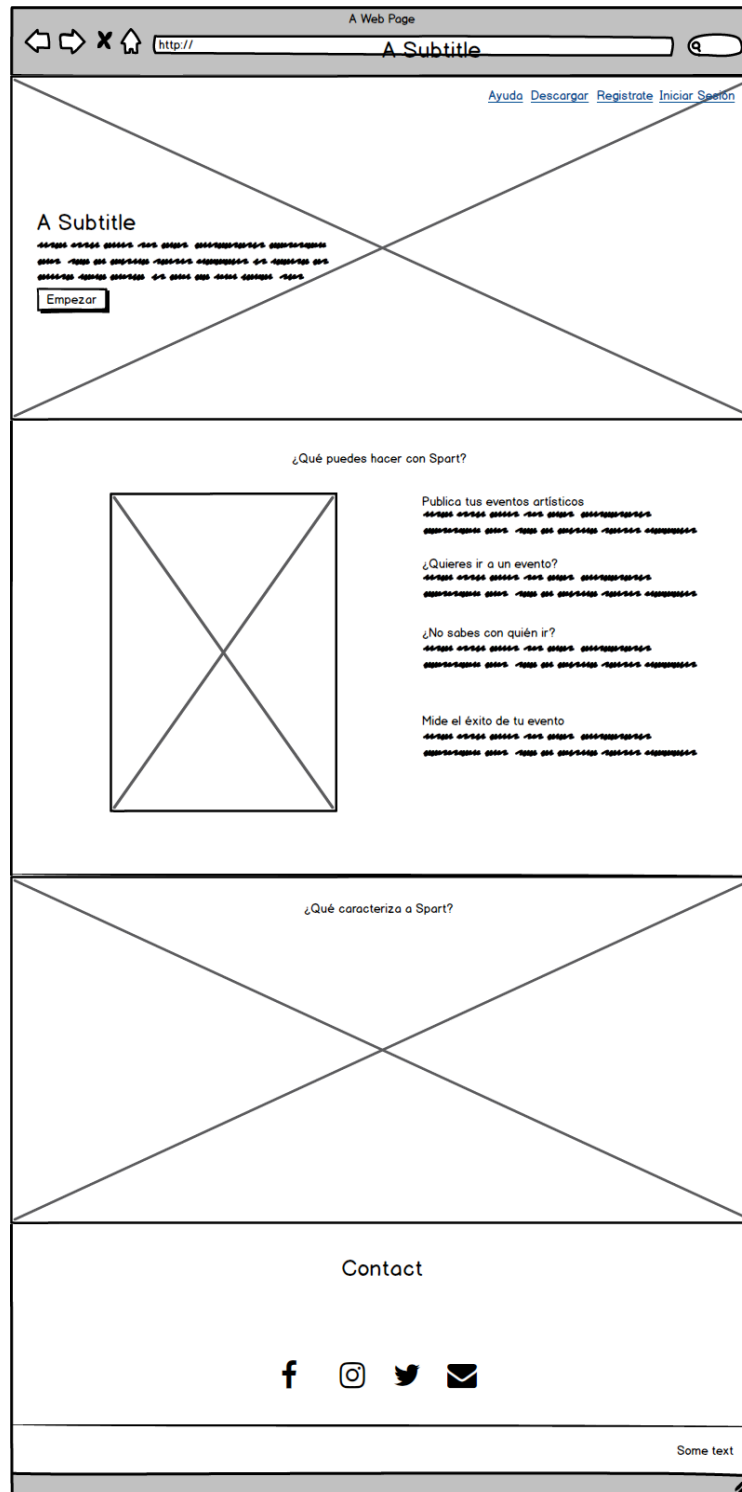 A Web Page
http://
A Subtitle
Ayuda Descargar Registrate Iniciar Sesión
A Subtitle
Empezar
¿Qué puedes hacer con Spart?
Publica tus eventos artísticos
¿Quieres ir a un evento?
¿No sabes con quién ir?
Mide el éxito de tu evento
¿Qué caracteriza a Spart?
Contact
Some text